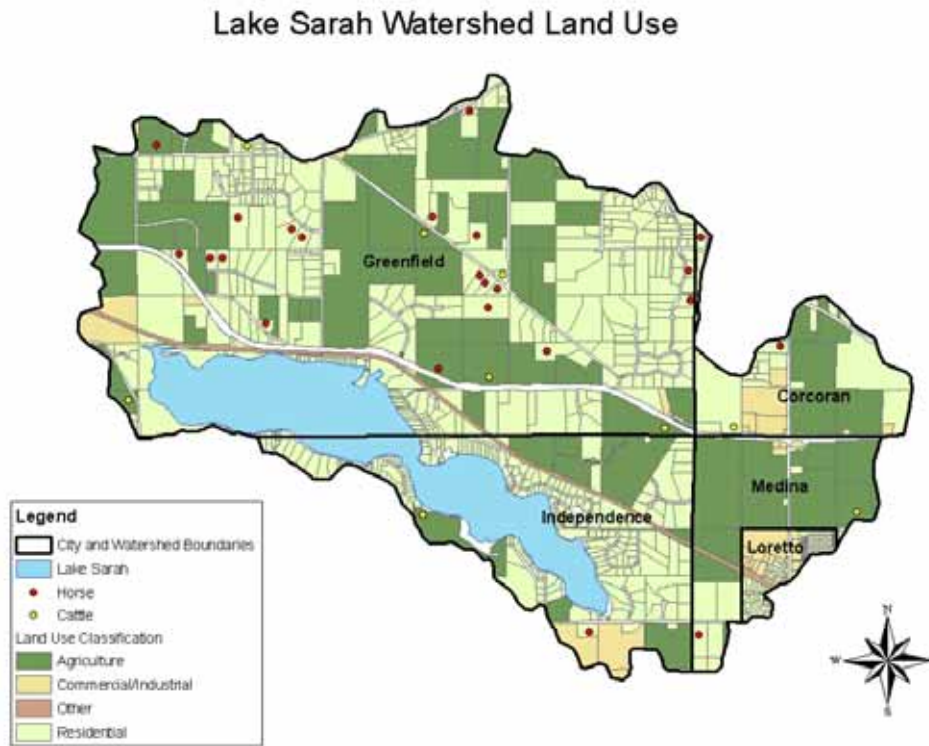 Lake Sarah Watershed Land Use
Greenfield
Corcoran
Medina
Independence
Loretto
Legend
City and Watershed Boundaries
Lake Sarah
Horse
Cattle
Land Use Classification
Agriculture
Commercial/Industrial
Other
Residential
N
W
E
S